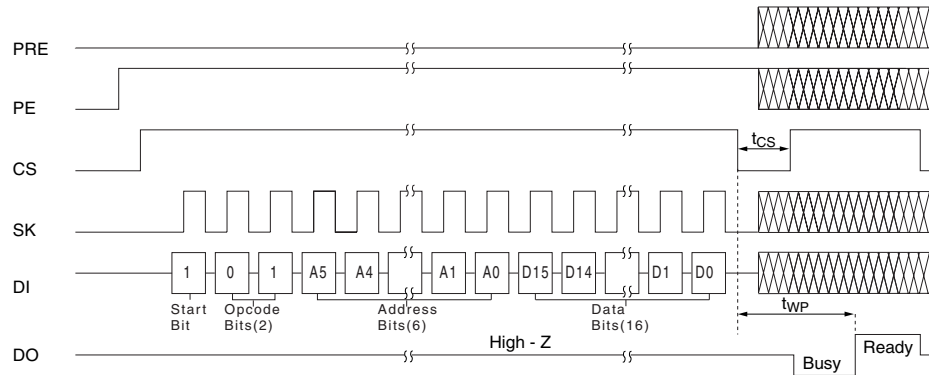 PRE
PE
CS
tCS
SK
DI
1 0 1 A5 A4 A1 A0 D15 D14 D1 D0
Start Bit
Opcode Bits(2)
Address Bits(6)
Data Bits(16)
tWP
DO
High - Z
Busy
Ready